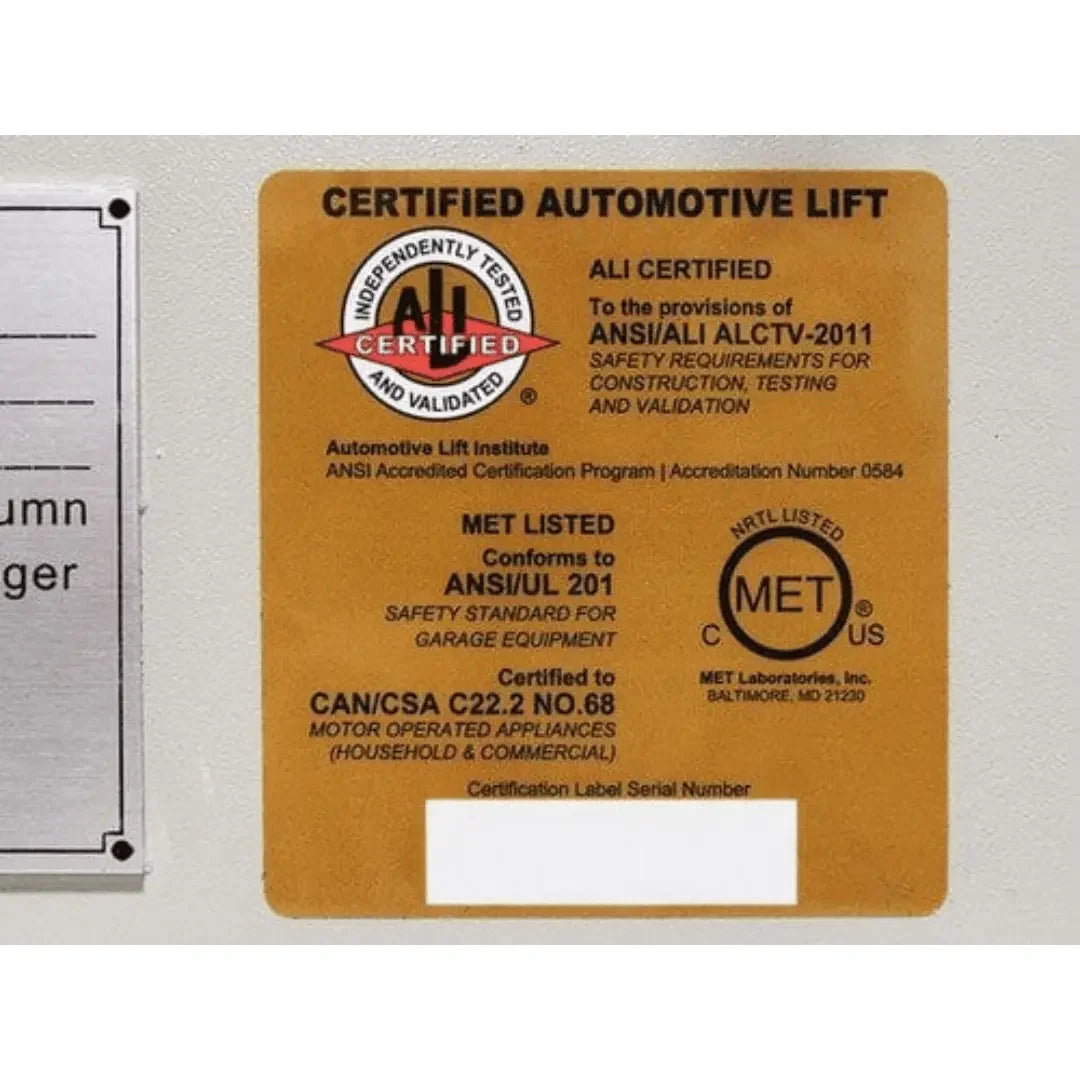 umn
ger
CERTIFIED AUTOMOTIVE LIFT
INDEPENDENTLY TESTED
ALI
CERTIFIED
AND VALIDATED
®
ALI CERTIFIED
To the provisions of
ANSI/ALI ALCTV-2011
SAFETY REQUIREMENTS FOR
CONSTRUCTION, TESTING
AND VALIDATION
Automotive Lift Institute
ANSI Accredited Certification Program | Accreditation Number 0584
MET LISTED
Conforms to
ANSI/UL 201
SAFETY STANDARD FOR
GARAGE EQUIPMENT
Certified to
CAN/CSA C22.2 NO.68
MOTOR OPERATED APPLIANCES
(HOUSEHOLD & COMMERCIAL)
NRTL LISTED
MET
®
C US
MET Laboratories, Inc.
BALTIMORE, MD 21230
Certification Label Serial Number